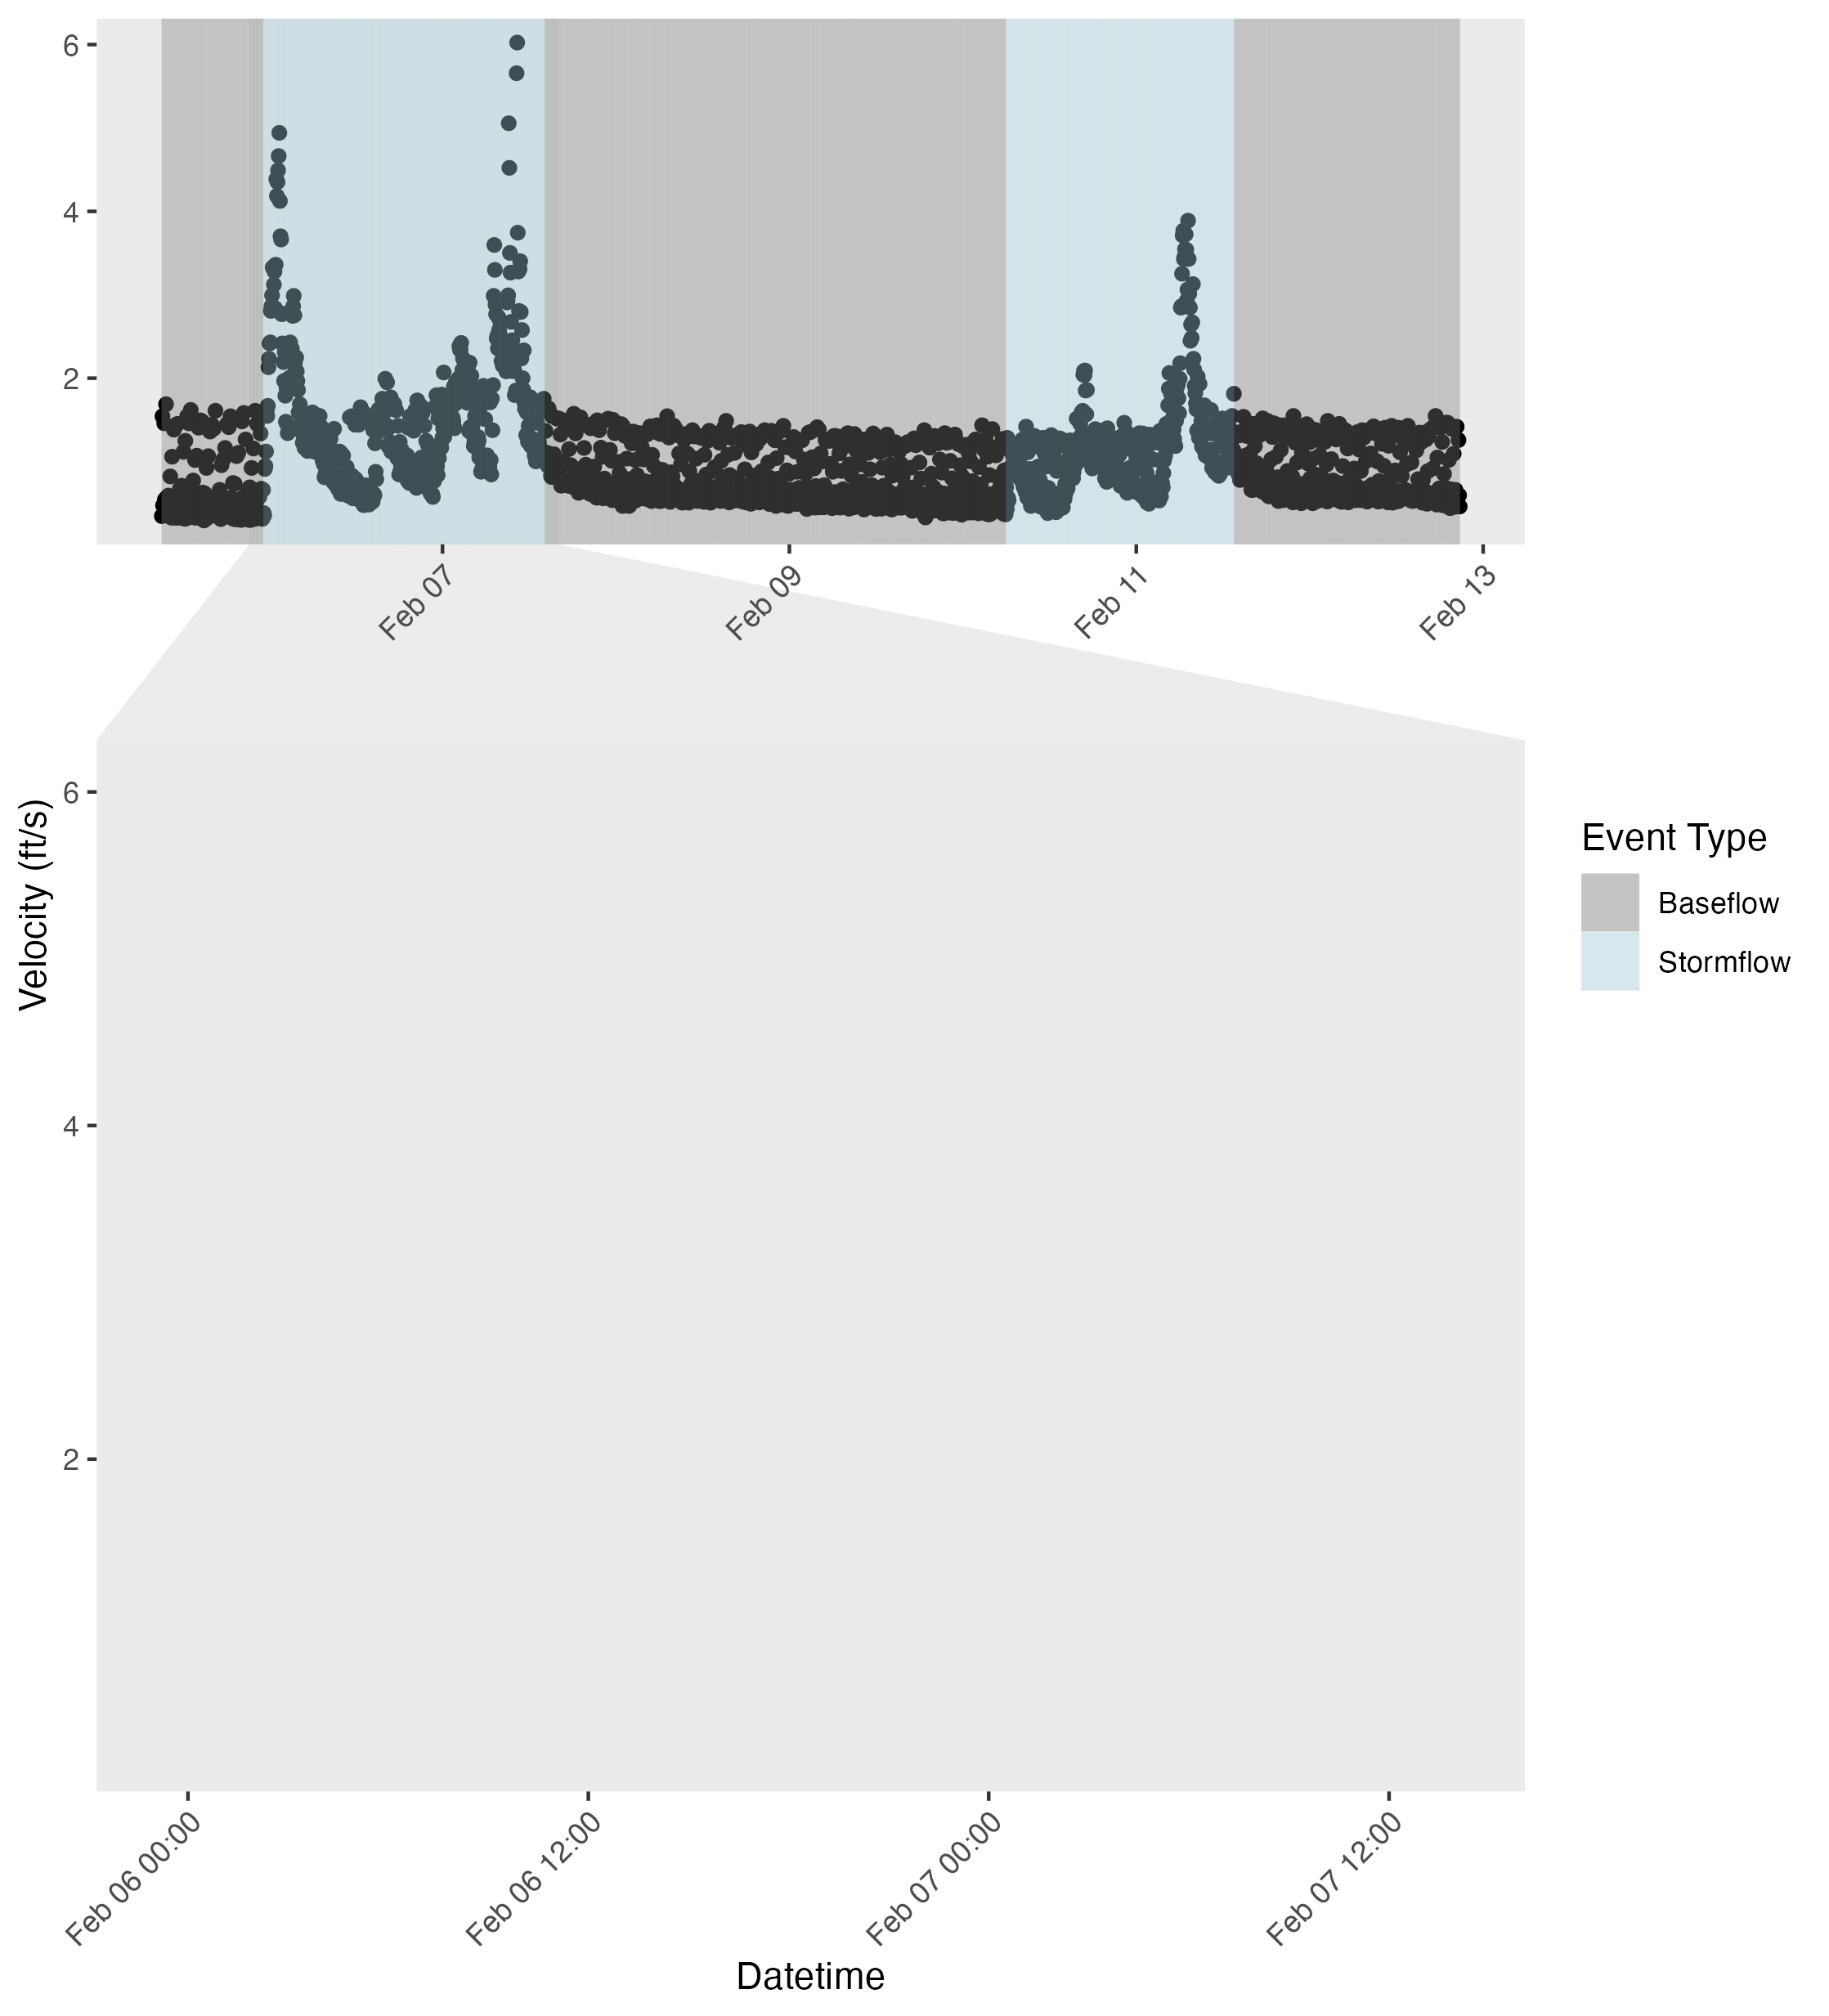 6
4
2
Feb 07
Feb 09
Feb 11
Feb 13
Velocity (ft/s)
6
4
2
Feb 06 00:00
Feb 06 12:00
Feb 07 00:00
Feb 07 12:00
Datetime
Event Type
Baseflow
Stormflow